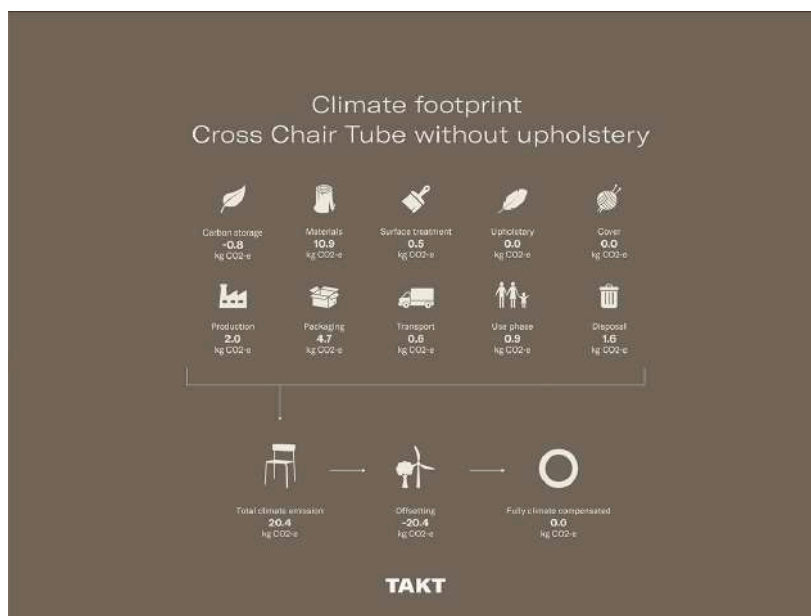 Climate footprint
Cross Chair Tube without upholstery
Carbon storage
-0.8
kg CO2-e
Materials
10.9
kg CO2-e
Surface treatment
0.5
kg CO2-e
Upholstery
0.0
kg CO2-e
Cover
0.0
kg CO2-e
Production
2.0
kg CO2-e
Packaging
4.7
kg CO2-e
Transport
0.6
kg CO2-e
Use phase
0.9
kg CO2-e
Disposal
1.6
kg CO2-e
Total climate emission
20.4
kg CO2-e
Offsetting
-20.4
kg CO2-e
Fully climate compensated
0.0
kg CO2-e
TAKT